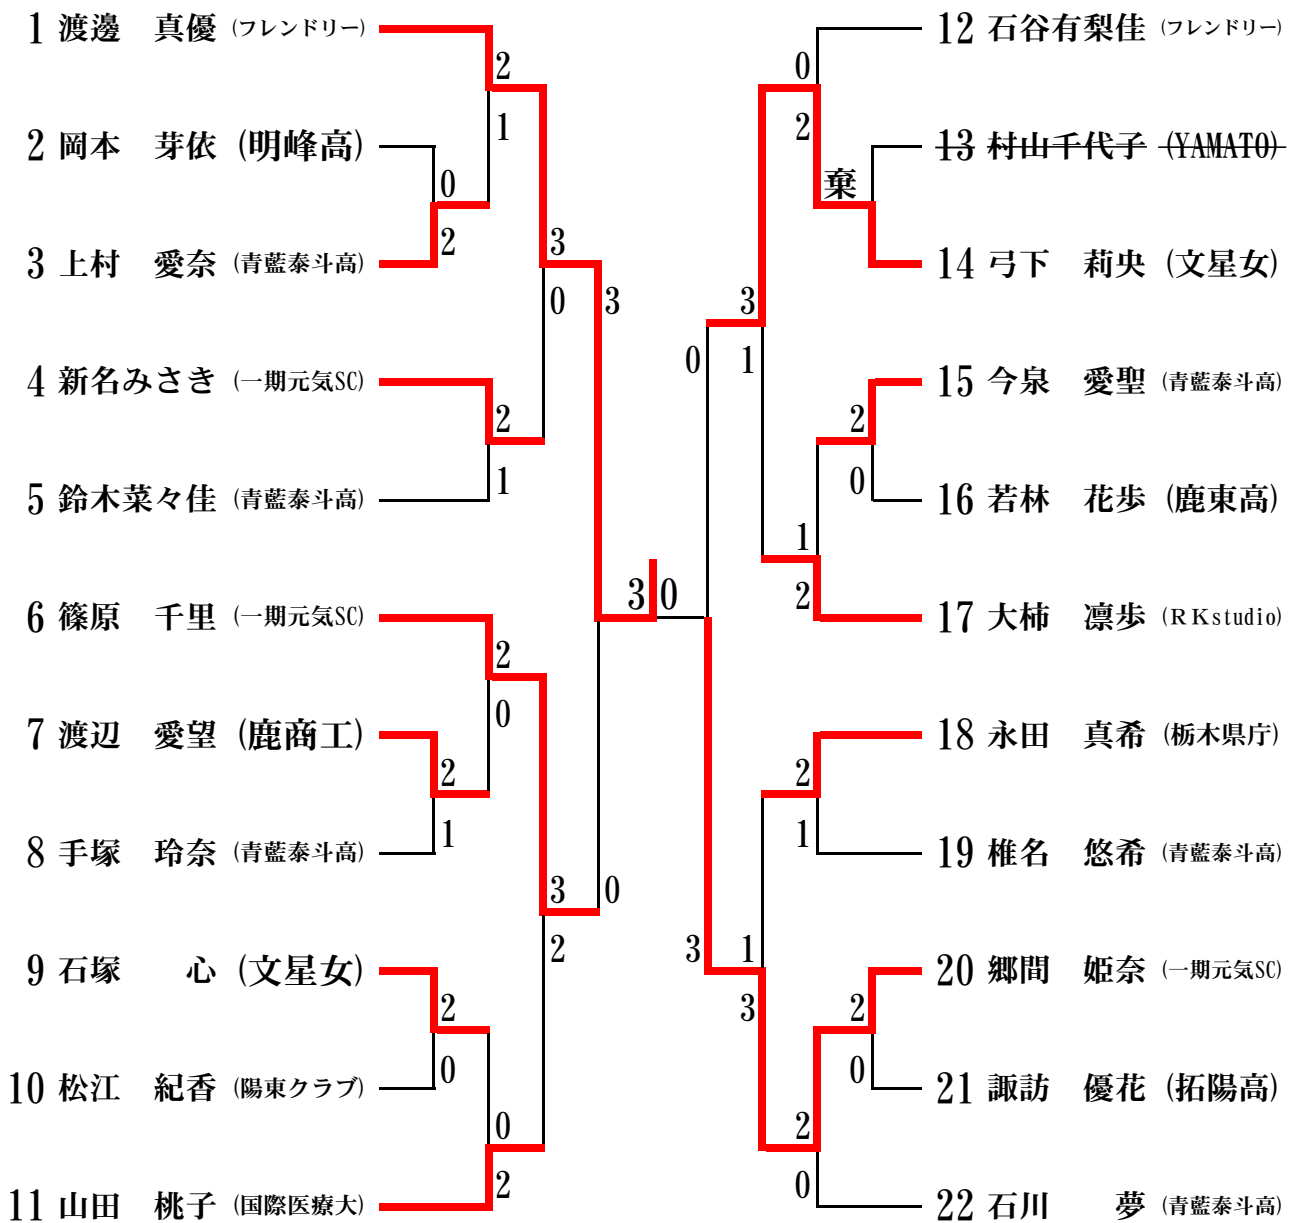 1 渡邊 真優 (フレンドリー)
2 岡本 芽依 (明峰高)
3 上村 愛奈 (青藍泰斗高)
4 新名みさき (一期元気SC)
5 鈴木菜々佳 (青藍泰斗高)
6 篠原 千里 (一期元気SC)
7 渡辺 愛望 (鹿商工)
8 手塚 玲奈 (青藍泰斗高)
9 石塚 心 (文星女)
10 松江 紀香 (陽東クラブ)
11 山田 桃子 (国際医療大)
2
1
0
2
3
0
3
2
1
2
0
2
1
3
0
2
2
0
0
2
3 0
0
2
棄
3
1
0
2
0
1
2
2
1
3
1
3
2
0
2
0
12 石谷有梨佳 (フレンドリー)
13 村山千代子 (YAMATO)
14 弓下 莉央 (文星女)
15 今泉 愛聖 (青藍泰斗高)
16 若林 花歩 (鹿東高)
17 大柿 凛歩 (RKstudio)
18 永田 真希 (栃木県庁)
19 椎名 悠希 (青藍泰斗高)
20 郷間 姫奈 (一期元気SC)
21 諏訪 優花 (拓陽高)
22 石川 夢 (青藍泰斗高)